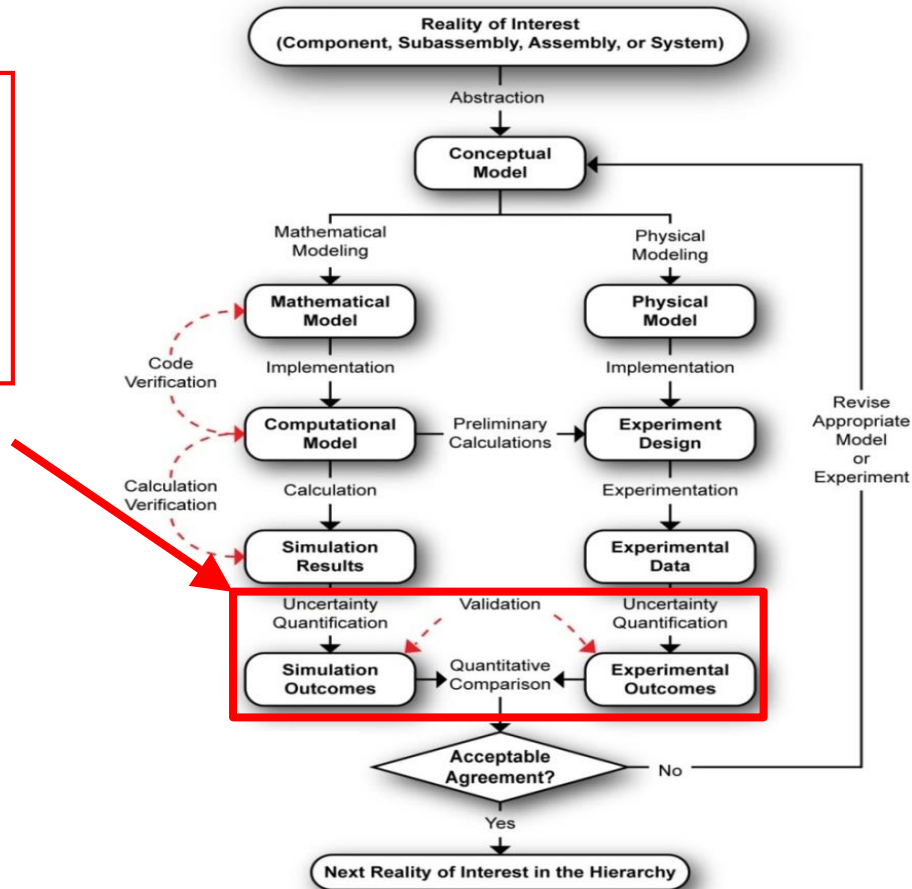 Reality of Interest
(Component, Subassembly, Assembly, or System)
Abstraction
Conceptual
Model
Mathematical
Modeling
Physical
Modeling
Mathematical
Model
Physical
Model
Code
Verification
Implementation
Implementation
Computational
Model
Preliminary
Calculations
Experiment
Design
Revise
Appropriate
Model
or
Experiment
Calculation
Verification
Calculation
Experimentation
Simulation
Results
Experimental
Data
Uncertainty
Quantification
Validation
Uncertainty
Quantification
Simulation
Outcomes
Quantitative
Comparison
Experimental
Outcomes
Acceptable
Agreement?
No
Yes
Next Reality of Interest in the Hierarchy